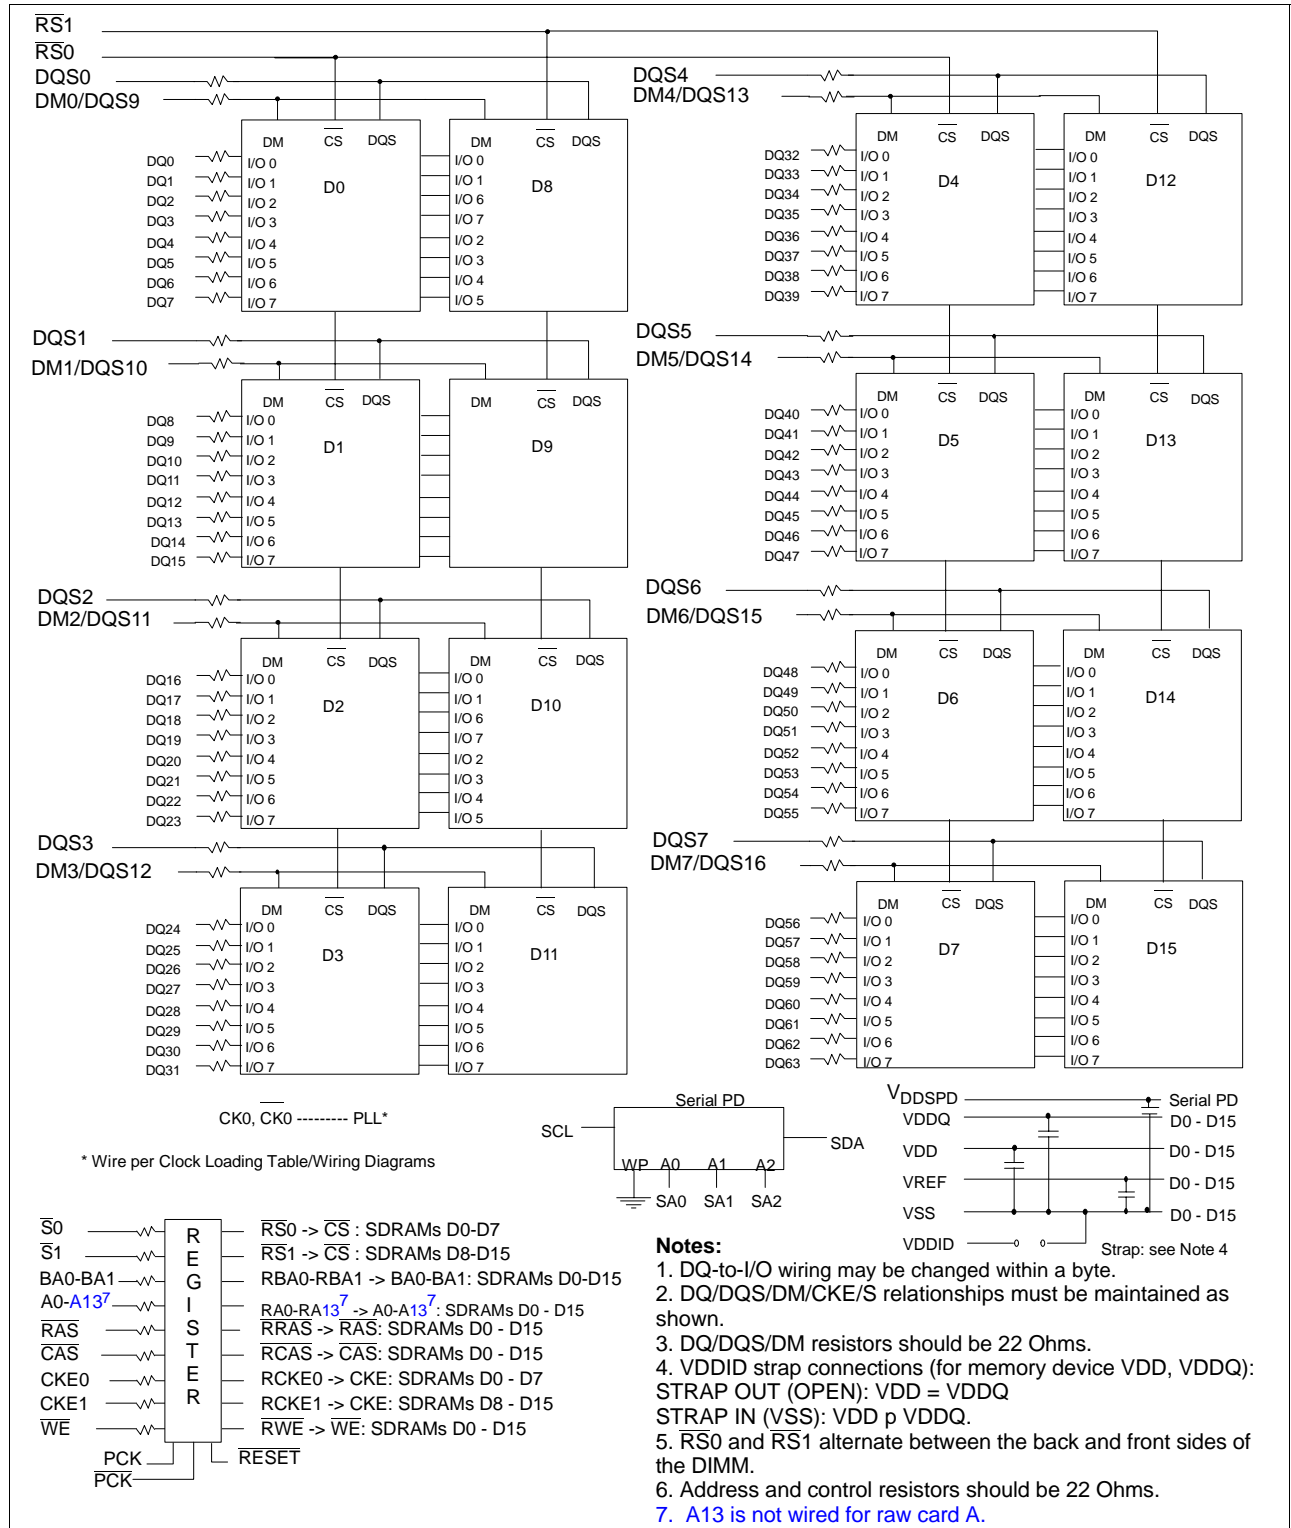 RS1
RS0
DQS0
DM0/DQS9
DQS4
DM4/DQS13
DM CS DQS
DM CS DQS
DM CS DQS
DM CS DQS
DQ0 I/O 0 I/O 0
DQ1 I/O 1 I/O 1
DQ2 I/O 2 I/O 6
DQ3 I/O 3 I/O 7
DQ4 I/O 4 I/O 2
DQ5 I/O 5 I/O 3
DQ6 I/O 6 I/O 4
DQ7 I/O 7 I/O 5
D0 D8
DQ32 I/O 0 I/O 0
DQ33 I/O 1 I/O 1
DQ34 I/O 2 I/O 2
DQ35 I/O 3 I/O 3
DQ36 I/O 4 I/O 4
DQ37 I/O 5 I/O 5
DQ38 I/O 6 I/O 6
DQ39 I/O 7 I/O 7
D4 D12
DQS1
DM1/DQS10
DQS5
DM5/DQS14
DM CS DQS
DM CS DQS
DM CS DQS
DM CS DQS
DQ8 I/O 0
DQ9 I/O 1
DQ10 I/O 2
DQ11 I/O 3
DQ12 I/O 4
DQ13 I/O 5
DQ14 I/O 6
DQ15 I/O 7
D1 D9
DQ40 I/O 0 I/O 0
DQ41 I/O 1 I/O 1
DQ42 I/O 2 I/O 2
DQ43 I/O 3 I/O 3
DQ44 I/O 4 I/O 4
DQ45 I/O 5 I/O 5
DQ46 I/O 6 I/O 6
DQ47 I/O 7 I/O 7
D5 D13
DQS2
DM2/DQS11
DQS6
DM6/DQS15
DM CS DQS
DM CS DQS
DM CS DQS
DM CS DQS
DQ16 I/O 0 I/O 0
DQ17 I/O 1 I/O 1
DQ18 I/O 2 I/O 6
DQ19 I/O 3 I/O 7
DQ20 I/O 4 I/O 2
DQ21 I/O 5 I/O 3
DQ22 I/O 6 I/O 4
DQ23 I/O 7 I/O 5
D2 D10
DQ48 I/O 0 I/O 0
DQ49 I/O 1 I/O 1
DQ50 I/O 2 I/O 2
DQ51 I/O 3 I/O 3
DQ52 I/O 4 I/O 4
DQ53 I/O 5 I/O 5
DQ54 I/O 6 I/O 6
DQ55 I/O 7 I/O 7
D6 D14
DQS3
DM3/DQS12
DQS7
DM7/DQS16
DM CS DQS
DM CS DQS
DM CS DQS
DM CS DQS
DQ24 I/O 0 I/O 0
DQ25 I/O 1 I/O 1
DQ26 I/O 2 I/O 2
DQ27 I/O 3 I/O 3
DQ28 I/O 4 I/O 4
DQ29 I/O 5 I/O 5
DQ30 I/O 6 I/O 6
DQ31 I/O 7 I/O 7
D3 D11
DQ56 I/O 0 I/O 0
DQ57 I/O 1 I/O 1
DQ58 I/O 2 I/O 2
DQ59 I/O 3 I/O 3
DQ60 I/O 4 I/O 4
DQ61 I/O 5 I/O 5
DQ62 I/O 6 I/O 6
DQ63 I/O 7 I/O 7
D7 D15
CK0, CK0 --------- PLL*
* Wire per Clock Loading Table/Wiring Diagrams
Serial PD
SCL
SDA
WP A0 A1 A2
SA0 SA1 SA2
VDDSPD Serial PD
VDDQ D0 - D15
VDD D0 - D15
VREF D0 - D15
VSS D0 - D15
VDDID Strap: see Note 4
REGISTER
S0 RS0 -> CS : SDRAMs D0-D7
S1 RS1 -> CS : SDRAMs D8-D15
BA0-BA1 RBA0-RBA1 -> BA0-BA1: SDRAMs D0-D15
A0-A13⁷ RA0-RA13⁷ -> A0-A13⁷: SDRAMs D0 - D15
RAS RRAS -> RAS: SDRAMs D0 - D15
CAS RCAS -> CAS: SDRAMs D0 - D15
CKE0 RCKE0 -> CKE: SDRAMs D0 - D7
CKE1 RCKE1 -> CKE: SDRAMs D8 - D15
WE RWE -> WE: SDRAMs D0 - D15
PCK
PCK
RESET
Notes:
1. DQ-to-I/O wiring may be changed within a byte.
2. DQ/DQS/DM/CKE/S relationships must be maintained as
shown.
3. DQ/DQS/DM resistors should be 22 Ohms.
4. VDDID strap connections (for memory device VDD, VDDQ):
STRAP OUT (OPEN): VDD = VDDQ
STRAP IN (VSS): VDD p VDDQ.
5. RS0 and RS1 alternate between the back and front sides of
the DIMM.
6. Address and control resistors should be 22 Ohms.
7. A13 is not wired for raw card A.